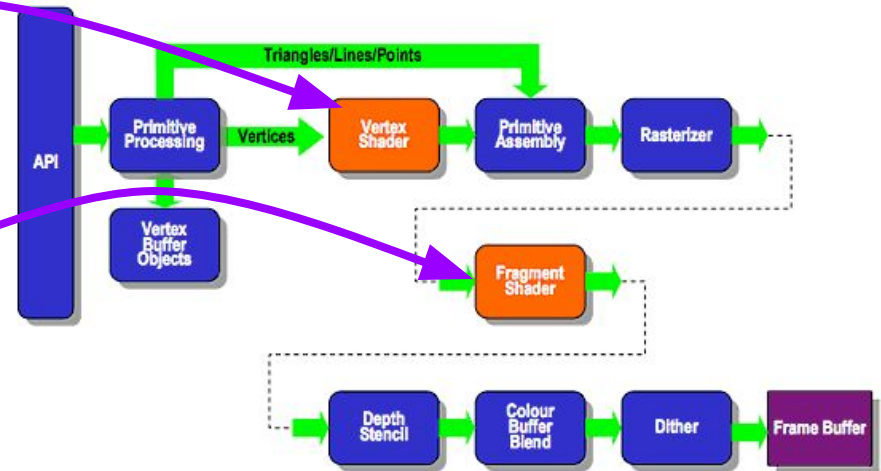 Triangles/Lines/Points
API
Primitive
Processing
Vertices
Vertex
Shader
Primitive
Assembly
Rasterizer
Vertex
Buffer
Objects
Fragment
Shader
Depth
Stencil
Colour
Buffer
Blend
Dither
Frame Buffer